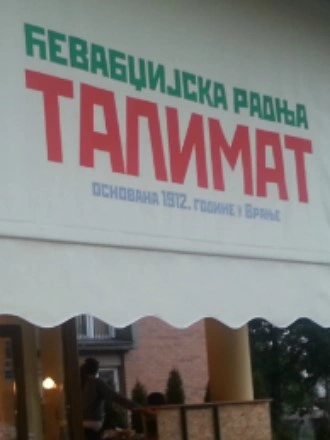 ЋЕВАБЏИЈСКА РАДЊА
ТАЛИМАТ
ОСНОВАНА 1912. ГОДИНЕ У ВРАЊЕ